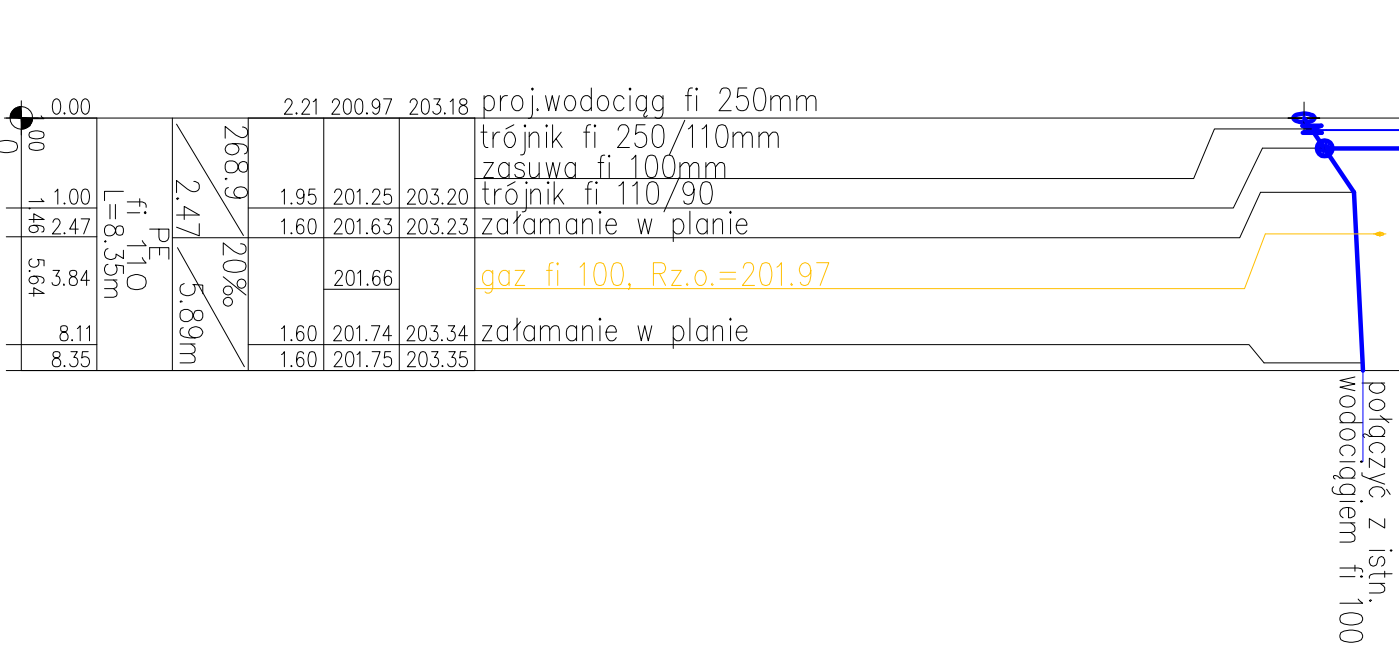 0.00 2.21 200.97 203.18 proj.wodociąg fi 250mm
trójnik fi 250/110mm
zasuwa fi 100mm
1.00 1.95 201.25 203.20 trójnik fi 110/90
2.47 1.60 201.63 203.23 załamanie w planie
3.84 201.66 gaz fi 100, Rz.o.=201.97
8.11 1.60 201.74 203.34 załamanie w planie
8.35 1.60 201.75 203.35
268.9
2.47
20‰
5.89m
PE
fi 110
L=8.35m
1.00
1.46
5.64
0
połączyć z istn.
wodociągiem fi 100